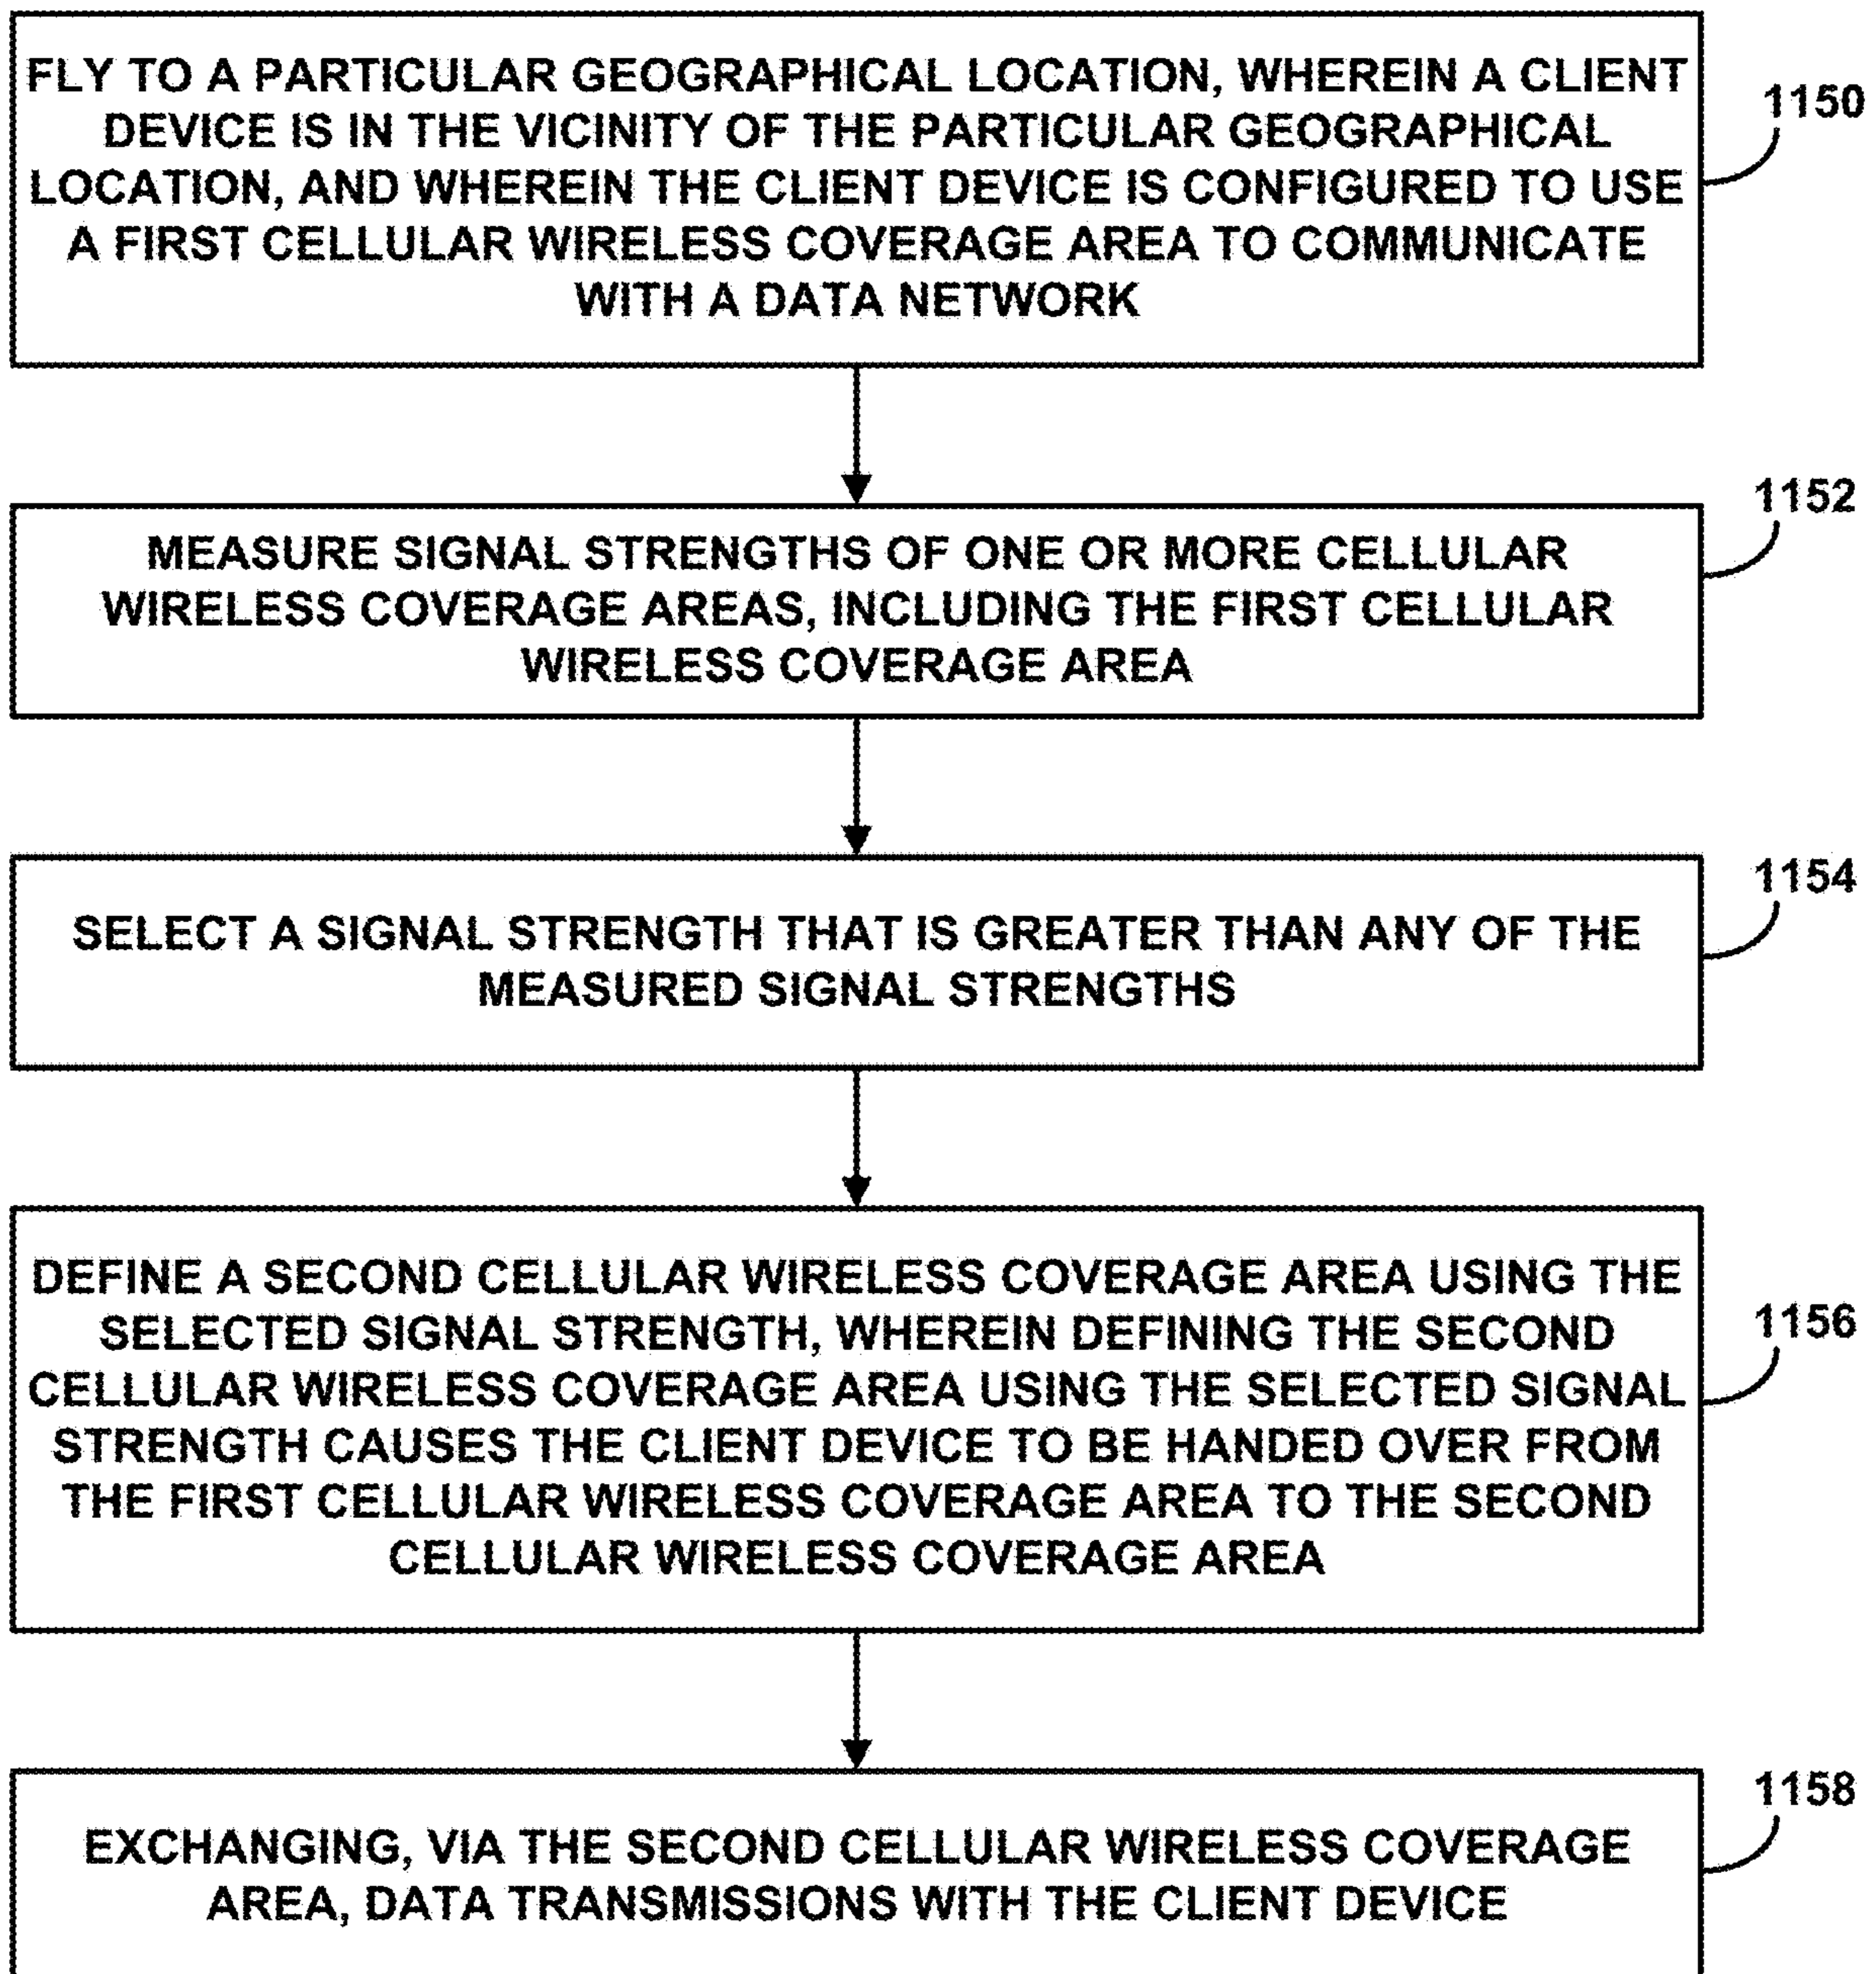 FLY TO A PARTICULAR GEOGRAPHICAL LOCATION, WHEREIN A CLIENT
DEVICE IS IN THE VICINITY OF THE PARTICULAR GEOGRAPHICAL
LOCATION, AND WHEREIN THE CLIENT DEVICE IS CONFIGURED TO USE
A FIRST CELLULAR WIRELESS COVERAGE AREA TO COMMUNICATE
WITH A DATA NETWORK
1150
MEASURE SIGNAL STRENGTHS OF ONE OR MORE CELLULAR
WIRELESS COVERAGE AREAS, INCLUDING THE FIRST CELLULAR
WIRELESS COVERAGE AREA
1152
SELECT A SIGNAL STRENGTH THAT IS GREATER THAN ANY OF THE
MEASURED SIGNAL STRENGTHS
1154
DEFINE A SECOND CELLULAR WIRELESS COVERAGE AREA USING THE
SELECTED SIGNAL STRENGTH, WHEREIN DEFINING THE SECOND
CELLULAR WIRELESS COVERAGE AREA USING THE SELECTED SIGNAL
STRENGTH CAUSES THE CLIENT DEVICE TO BE HANDED OVER FROM
THE FIRST CELLULAR WIRELESS COVERAGE AREA TO THE SECOND
CELLULAR WIRELESS COVERAGE AREA
1156
EXCHANGING, VIA THE SECOND CELLULAR WIRELESS COVERAGE
AREA, DATA TRANSMISSIONS WITH THE CLIENT DEVICE
1158